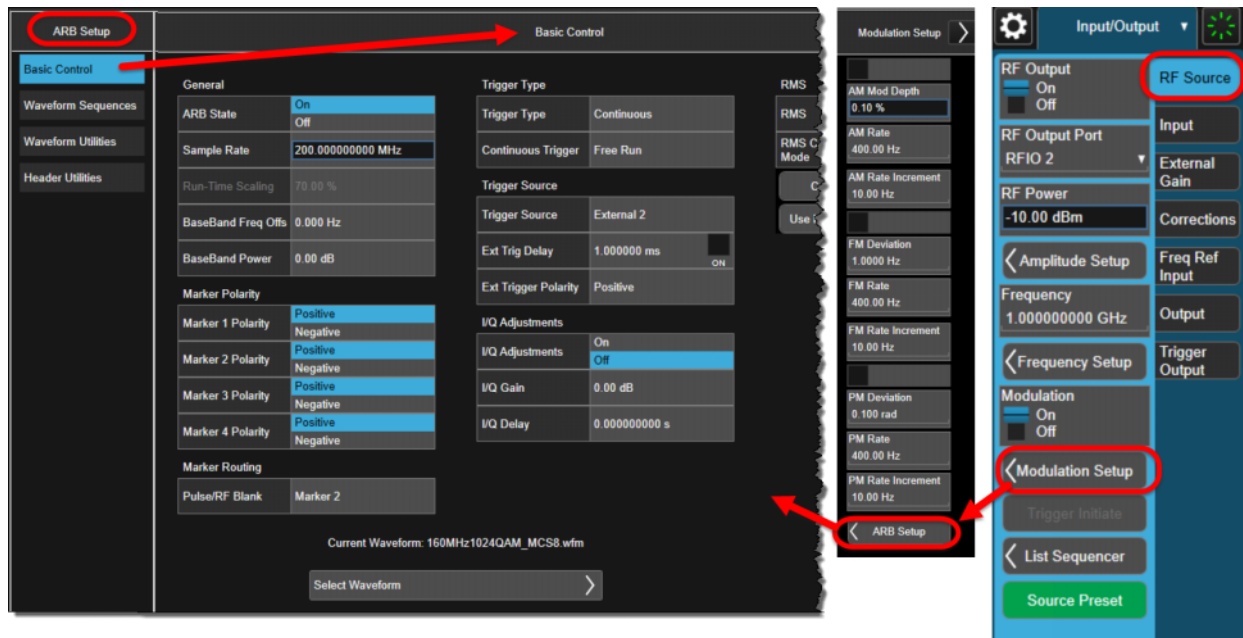 ARB Setup
Basic Control
Waveform Sequences
Waveform Utilities
Header Utilities
Basic Control
General
ARB State
On
Off
Sample Rate
200.000000000 MHz
Run-Time Scaling
70.00 %
BaseBand Freq Offs
0.000 Hz
BaseBand Power
0.00 dB
Marker Polarity
Marker 1 Polarity
Positive
Negative
Marker 2 Polarity
Positive
Negative
Marker 3 Polarity
Positive
Negative
Marker 4 Polarity
Positive
Negative
Marker Routing
Pulse/RF Blank
Marker 2
Trigger Type
Trigger Type
Continuous
Continuous Trigger
Free Run
Trigger Source
Trigger Source
External 2
Ext Trig Delay
1.000000 ms
ON
Ext Trigger Polarity
Positive
I/Q Adjustments
I/Q Adjustments
On
Off
I/Q Gain
0.00 dB
I/Q Delay
0.000000000 s
RMS
RMS
RMS C
Mode
C
Use
Current Waveform: 160MHz1024QAM_MCS8.wfm
Select Waveform
Modulation Setup
AM Mod Depth
0.10 %
AM Rate
400.00 Hz
AM Rate Increment
10.00 Hz
FM Deviation
1.0000 Hz
FM Rate
400.00 Hz
FM Rate Increment
10.00 Hz
PM Deviation
0.100 rad
PM Rate
400.00 Hz
PM Rate Increment
10.00 Hz
ARB Setup
Input/Output
RF Output
On
Off
RF Output Port
RFIO 2
RF Power
-10.00 dBm
Amplitude Setup
Frequency
1.000000000 GHz
Frequency Setup
Modulation
On
Off
Modulation Setup
Trigger Initiate
List Sequencer
Source Preset
RF Source
Input
External
Gain
Corrections
Freq Ref
Input
Output
Trigger
Output